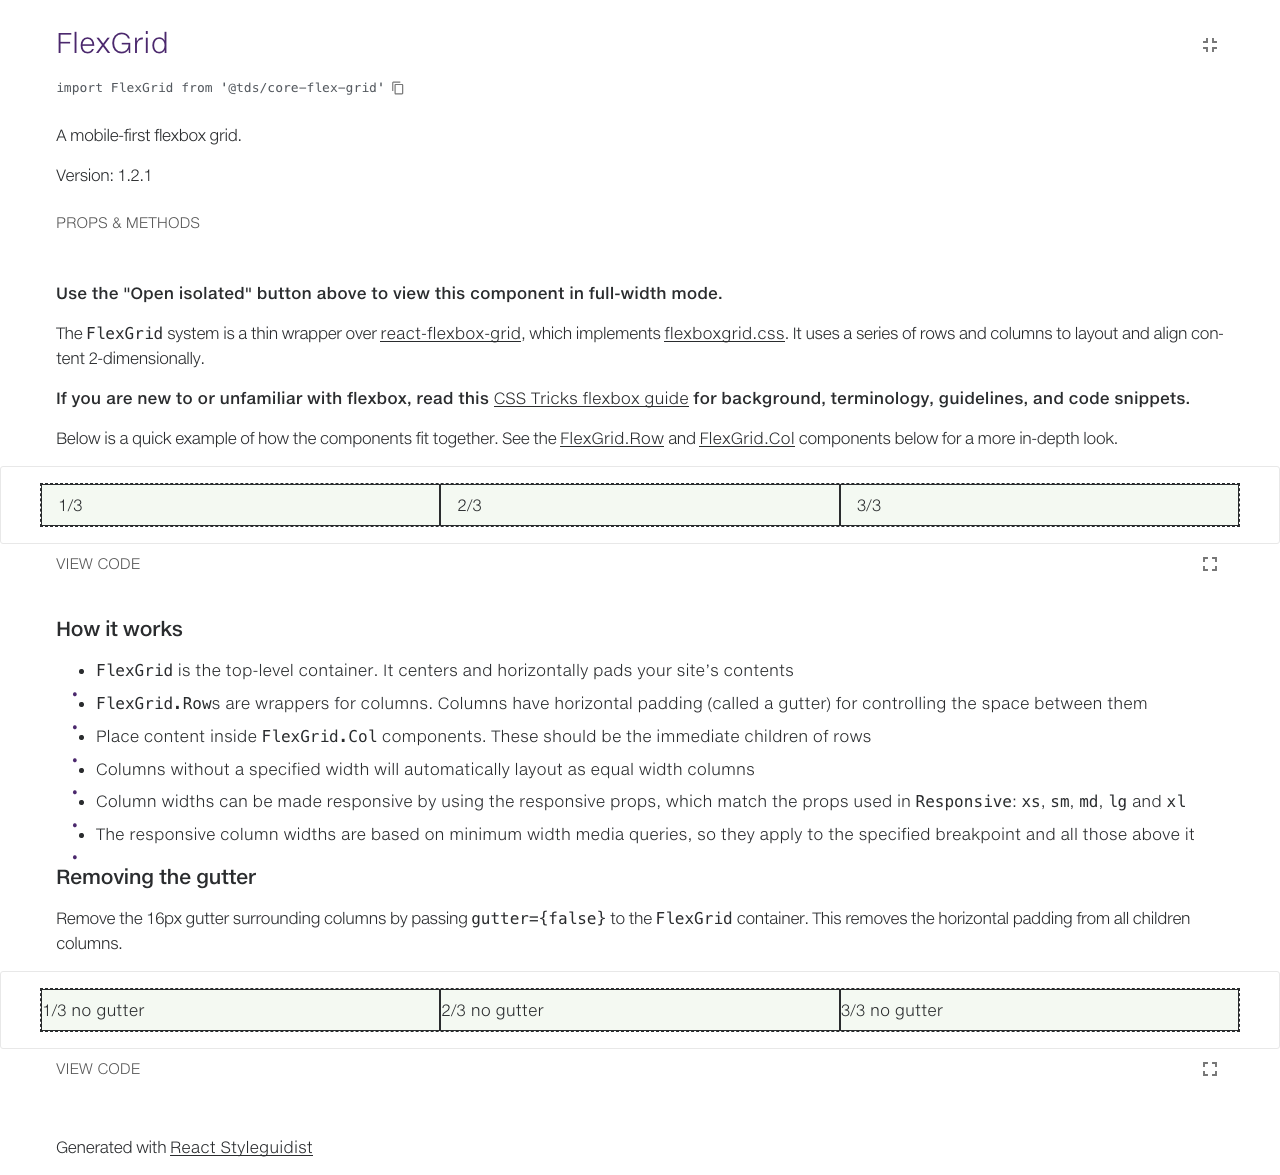 FlexGrid
import FlexGrid from '@tds/core-flex-grid'
A mobile-first flexbox grid.
Version: 1.2.1
PROPS & METHODS
Use the "Open isolated" button above to view this component in full-width mode.
The FlexGrid system is a thin wrapper over react-flexbox-grid, which implements flexboxgrid.css. It uses a series of rows and columns to layout and align con-
tent 2-dimensionally.
If you are new to or unfamiliar with flexbox, read this CSS Tricks flexbox guide for background, terminology, guidelines, and code snippets.
Below is a quick example of how the components fit together. See the FlexGrid.Row and FlexGrid.Col components below for a more in-depth look.
1/3 2/3 3/3
VIEW CODE
How it works
• FlexGrid is the top-level container. It centers and horizontally pads your site's contents
• FlexGrid.Rows are wrappers for columns. Columns have horizontal padding (called a gutter) for controlling the space between them
• Place content inside FlexGrid.Col components. These should be the immediate children of rows
• Columns without a specified width will automatically layout as equal width columns
• Column widths can be made responsive by using the responsive props, which match the props used in Responsive: xs, sm, md, lg and xl
• The responsive column widths are based on minimum width media queries, so they apply to the specified breakpoint and all those above it
Removing the gutter
Remove the 16px gutter surrounding columns by passing gutter={false} to the FlexGrid container. This removes the horizontal padding from all children
columns.
1/3 no gutter 2/3 no gutter 3/3 no gutter
VIEW CODE
Generated with React Styleguidist